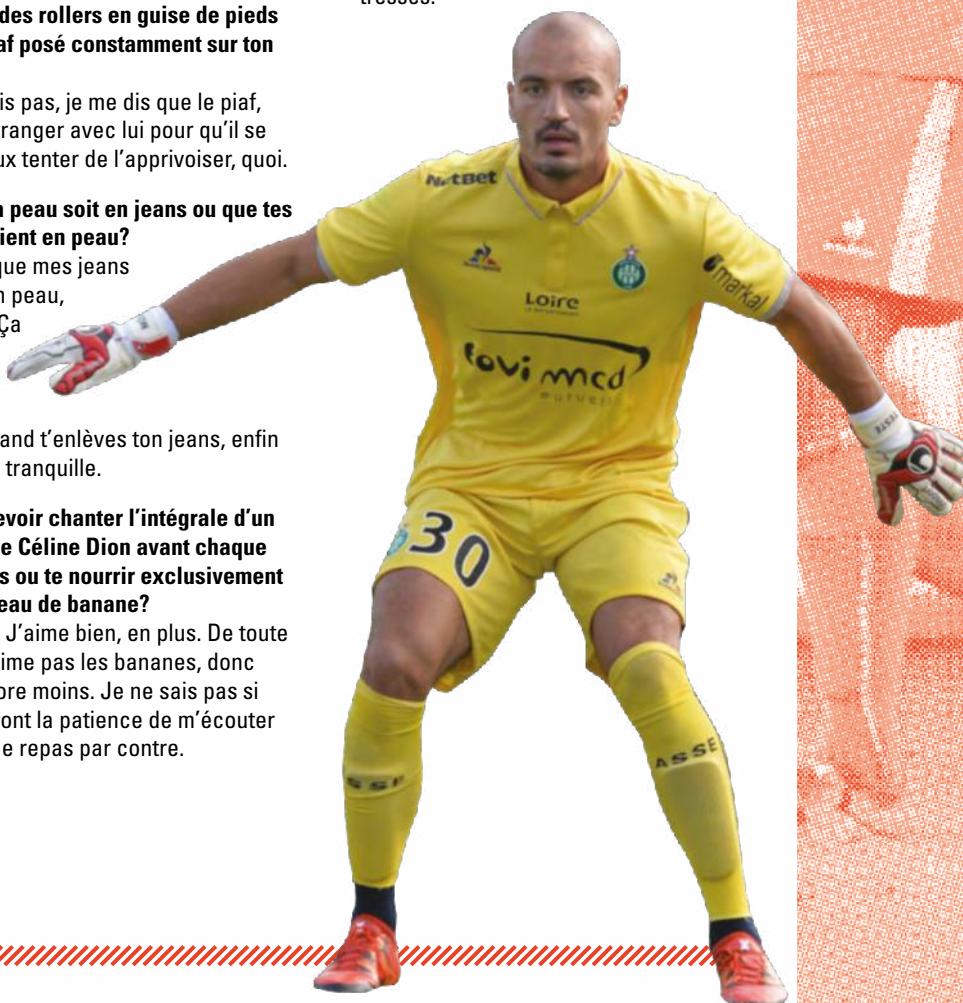 des rollers en guise de pieds
af posé constamment sur ton
is pas, je me dis que le piaf,
ranger avec lui pour qu'il se
ux tenter de l'apprivoiser, quoi.
a peau soit en jeans ou que tes
ient en peau?
que mes jeans
n peau,
Ça
and t'enlèves ton jeans, enfin
tranquille.
evoir chanter l'intégrale d'un
e Céline Dion avant chaque
s ou te nourrir exclusivement
eau de banane?
J'aime bien, en plus. De toute
ime pas les bananes, donc
ore moins. Je ne sais pas si
ont la patience de m'écouter
e repas par contre.
tresses.
NetBet
markal
Loire
eovi mcd
mutuelle
30
ASSE